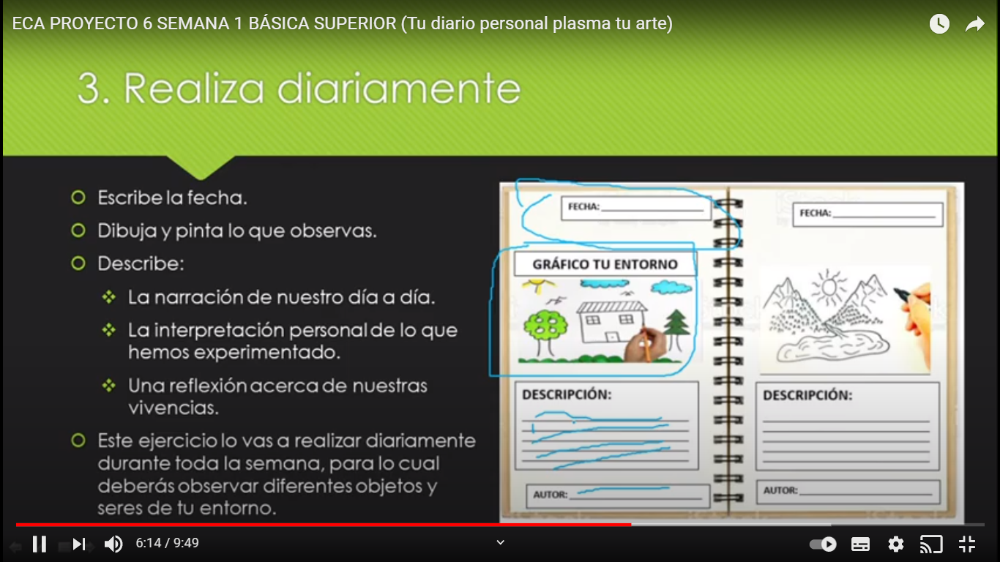 ECA PROYECTO 6 SEMANA 1 BÁSICA SUPERIOR (Tu diario personal plasma tu arte)
3. Realiza diariamente
Escribe la fecha.
Dibuja y pinta lo que observas.
Describe:
La narración de nuestro día a día.
La interpretación personal de lo que
hemos experimentado.
Una reflexión acerca de nuestras
vivencias.
Este ejercicio lo vas a realizar diariamente
durante toda la semana, para lo cual
deberás observar diferentes objetos y
seres de tu entorno.
FECHA:
GRÁFICO TU ENTORNO
DESCRIPCIÓN:
AUTOR:
FECHA:
DESCRIPCIÓN:
AUTOR:
6:14 / 9:49